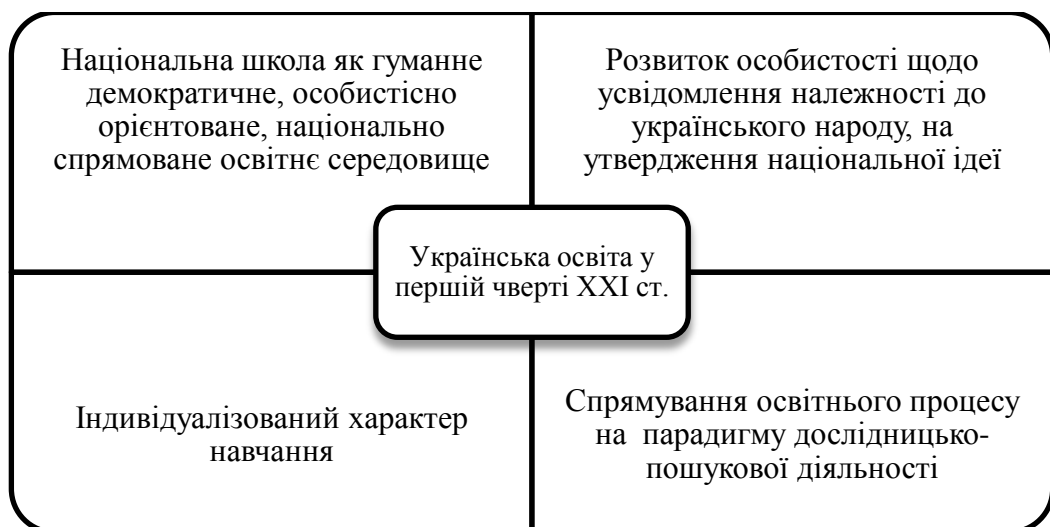 Національна школа як гуманне
демократичне, особистісно
орієнтоване, національно
спрямоване освітнє середовище
Розвиток особистості щодо
усвідомлення належності до
українського народу, на
утвердження національної ідеї
Українська освіта у
першій чверті ХХІ ст.
Індивідуалізований характер
навчання
Спрямування освітнього процесу
на парадигму дослідницько-
пошукової діяльності